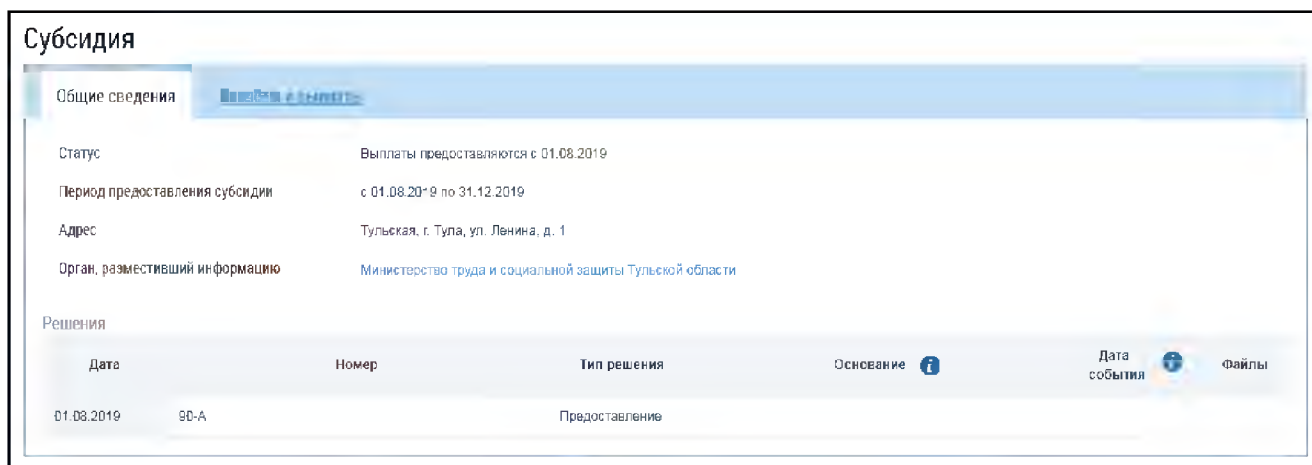 Субсидия
Общие сведения
Статус Выплаты предоставляются с 01.08.2019
Период предоставления субсидии с 01.08.2019 по 31.12.2019
Адрес Тульская, г. Тула, ул. Ленина, д. 1
Орган, разместивший информацию Министерство труда и социальной защиты Тульской области
Решения
Дата Номер Тип решения Основание Дата события Файлы
01.08.2019 90-А Предоставление